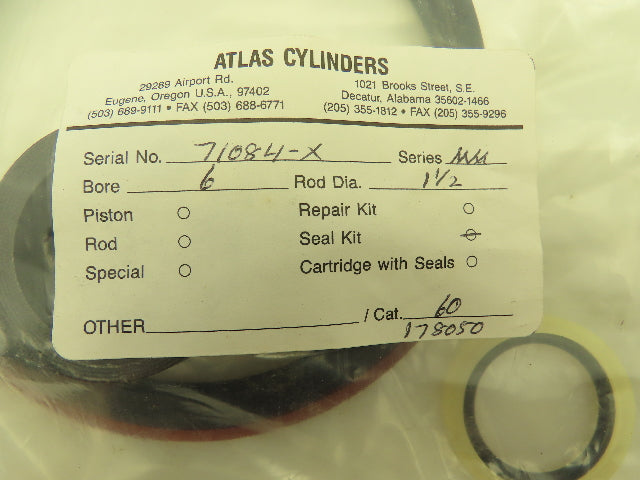 ATLAS CYLINDERS
29289 Airport Rd. 1021 Brooks Street, S.E.
Eugene, Oregon U.S.A., 97402 Decatur, Alabama 35602-1466
(503) 689-9111 • FAX (503) 688-6771 (205) 355-1812 • FAX (205) 355-9296
Serial No. 71084-X Series MM
Bore 6 Rod Dia. 1 1/2
Piston Repair Kit
Rod Seal Kit
Special Cartridge with Seals
OTHER / Cat. 60
178050